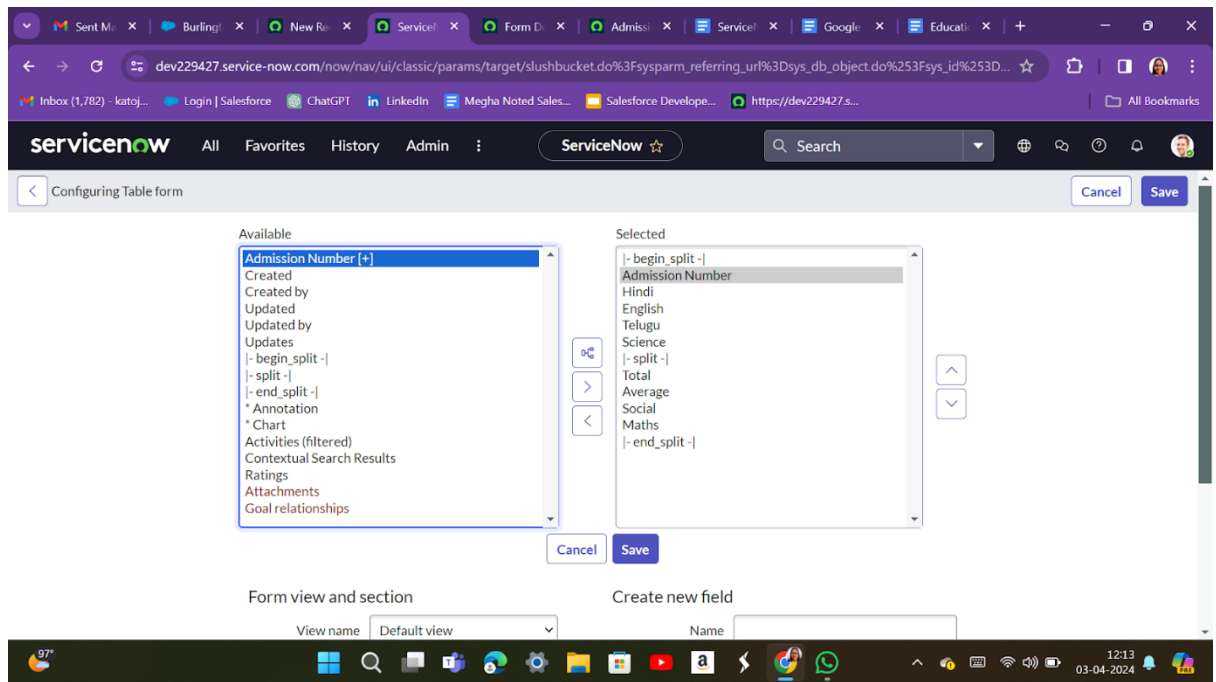 Sent Me
Burlingt
New Re
Service
Form D
Admissi
Service
Google
Educatic
dev229427.service-now.com/now/nav/ui/classic/params/target/slushbucket.do%3Fsysparm_referring_url%3Dsys_db_object.do%253Fsys_id%253D...
Inbox (1,782) - katoj...
Login | Salesforce
ChatGPT
LinkedIn
Megha Noted Sales...
Salesforce Develope...
https://dev229427.s...
All Bookmarks
servicenow
All
Favorites
History
Admin
ServiceNow
Search
Configuring Table form
Cancel
Save
Available
Admission Number [+]
Created
Created by
Updated
Updated by
Updates
|- begin_split -|
|- split -|
|- end_split -|
* Annotation
* Chart
Activities (filtered)
Contextual Search Results
Ratings
Attachments
Goal relationships
Selected
|- begin_split -|
Admission Number
Hindi
English
Telugu
Science
|- split -|
Total
Average
Social
Maths
|- end_split -|
Cancel
Save
Form view and section
View name
Default view
Create new field
Name
97°
12:13
03-04-2024